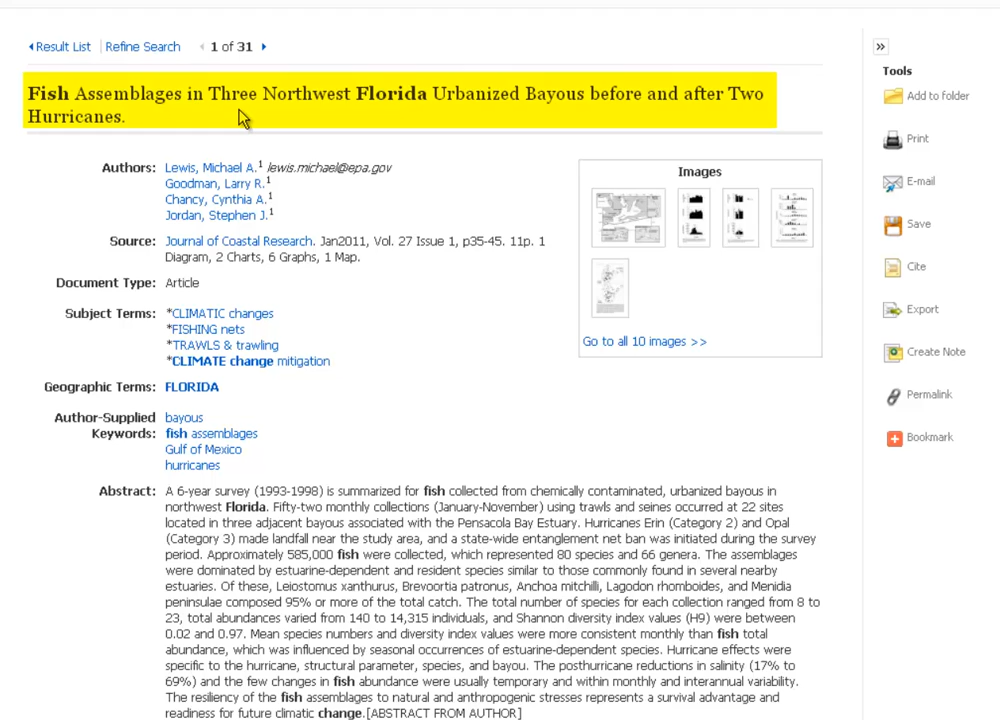 Result List Refine Search 1 of 31
Fish Assemblages in Three Northwest Florida Urbanized Bayous before and after Two
Hurricanes.
Authors: Lewis, Michael A.1 lewis.michael@epa.gov
Goodman, Larry R.1
Chancy, Cynthia A.1
Jordan, Stephen J.1
Source: Journal of Coastal Research. Jan2011, Vol. 27 Issue 1, p35-45. 11p. 1
Diagram, 2 Charts, 6 Graphs, 1 Map.
Document Type: Article
Subject Terms: *CLIMATIC changes
*FISHING nets
*TRAWLS & trawling
*CLIMATE change mitigation
Geographic Terms: FLORIDA
Author-Supplied bayous
Keywords: fish assemblages
Gulf of Mexico
hurricanes
Abstract: A 6-year survey (1993-1998) is summarized for fish collected from chemically contaminated, urbanized bayous in
northwest Florida. Fifty-two monthly collections (January-November) using trawls and seines occurred at 22 sites
located in three adjacent bayous associated with the Pensacola Bay Estuary. Hurricanes Erin (Category 2) and Opal
(Category 3) made landfall near the study area, and a state-wide entanglement net ban was initiated during the survey
period. Approximately 585,000 fish were collected, which represented 80 species and 66 genera. The assemblages
were dominated by estuarine-dependent and resident species similar to those commonly found in several nearby
estuaries. Of these, Leiostomus xanthurus, Brevoortia patronus, Anchoa mitchilli, Lagodon rhomboides, and Menidia
peninsulae composed 95% or more of the total catch. The total number of species for each collection ranged from 8 to
23, total abundances varied from 140 to 14,315 individuals, and Shannon diversity index values (H9) were between
0.02 and 0.97. Mean species numbers and diversity index values were more consistent monthly than fish total
abundance, which was influenced by seasonal occurrences of estuarine-dependent species. Hurricane effects were
specific to the hurricane, structural parameter, species, and bayou. The posthurricane reductions in salinity (17% to
69%) and the few changes in fish abundance were usually temporary and within monthly and interannual variability.
The resiliency of the fish assemblages to natural and anthropogenic stresses represents a survival advantage and
readiness for future climatic change.[ABSTRACT FROM AUTHOR]
Images
Go to all 10 images >>
»
Tools
Add to folder
Print
E-mail
Save
Cite
Export
Create Note
Permalink
Bookmark